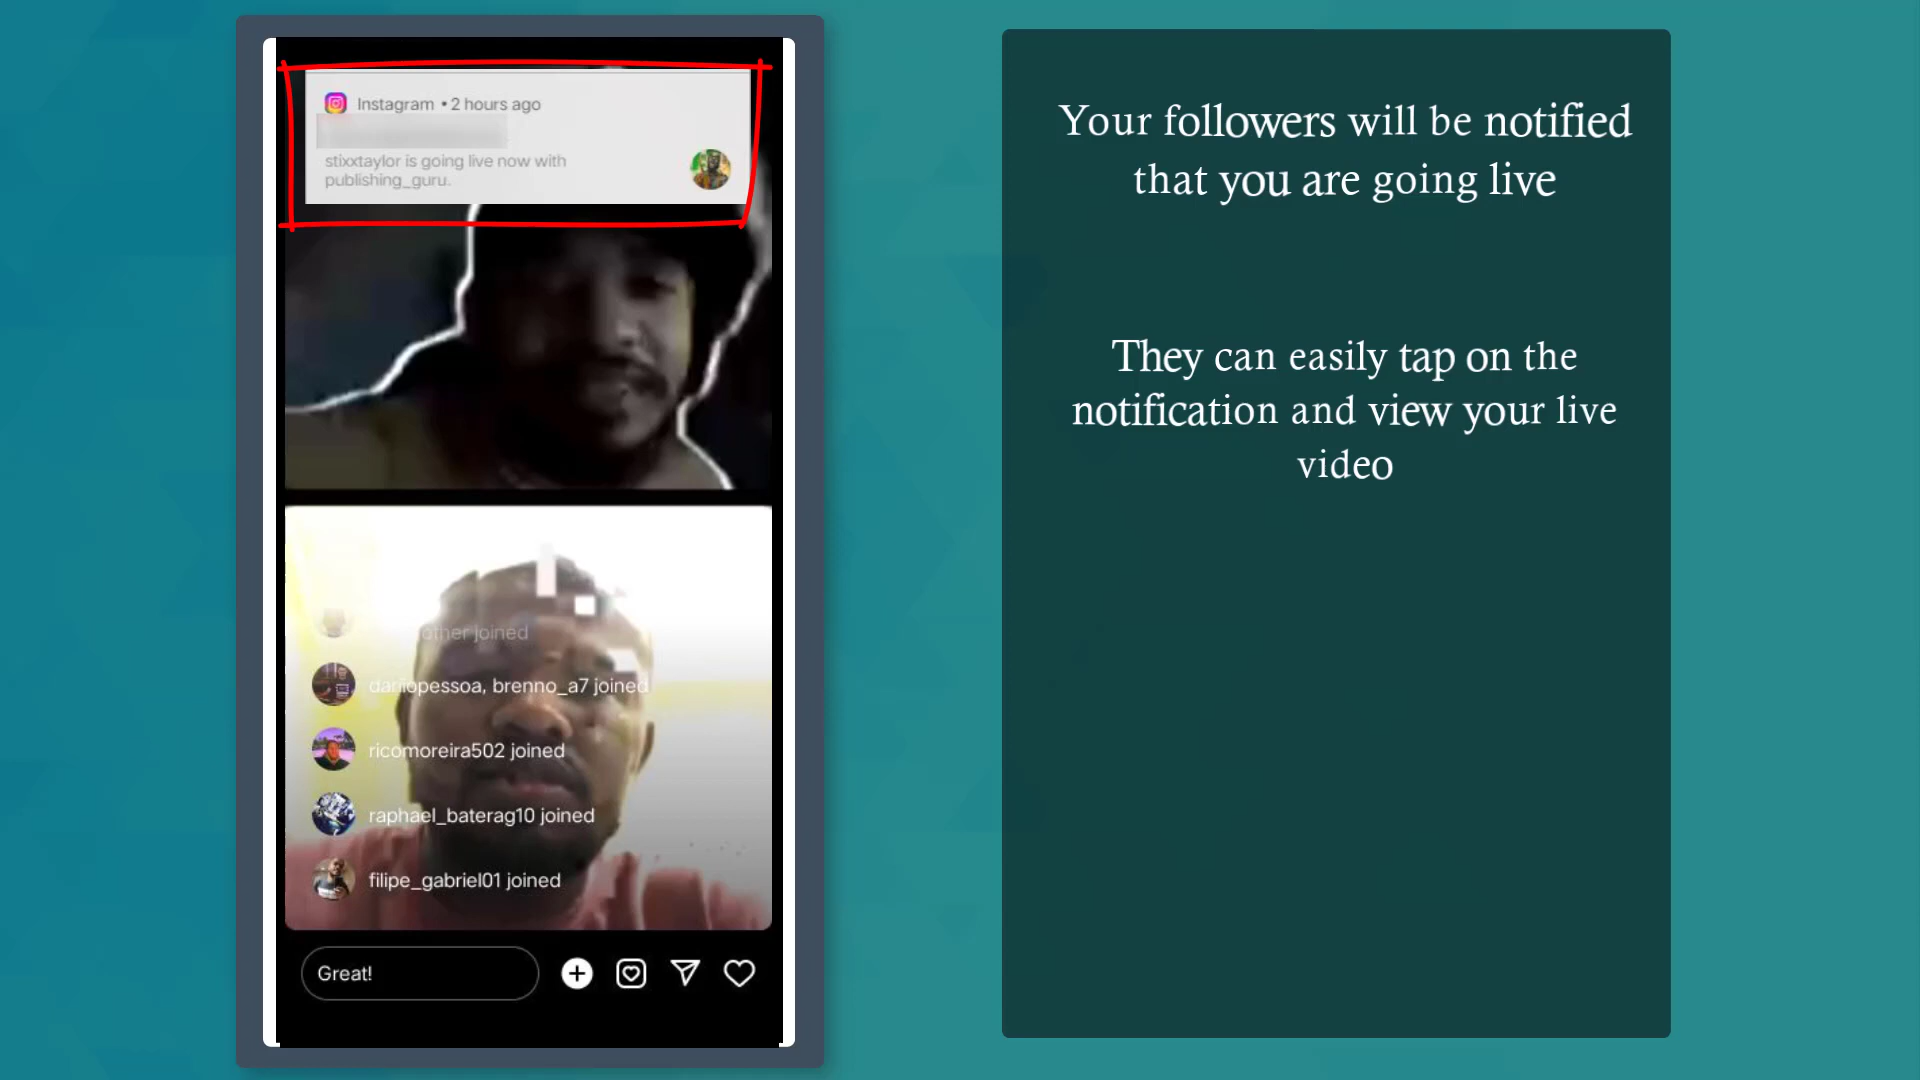 Instagram • 2 hours ago
stixxtaylor is going live now with
publishing_guru.
other joined
daniopessoa, brenno_a7 joined
ricomoreira502 joined
raphael_baterag10 joined
filipe_gabriel01 joined
Great!
Your followers will be notified
that you are going live
They can easily tap on the
notification and view your live
video